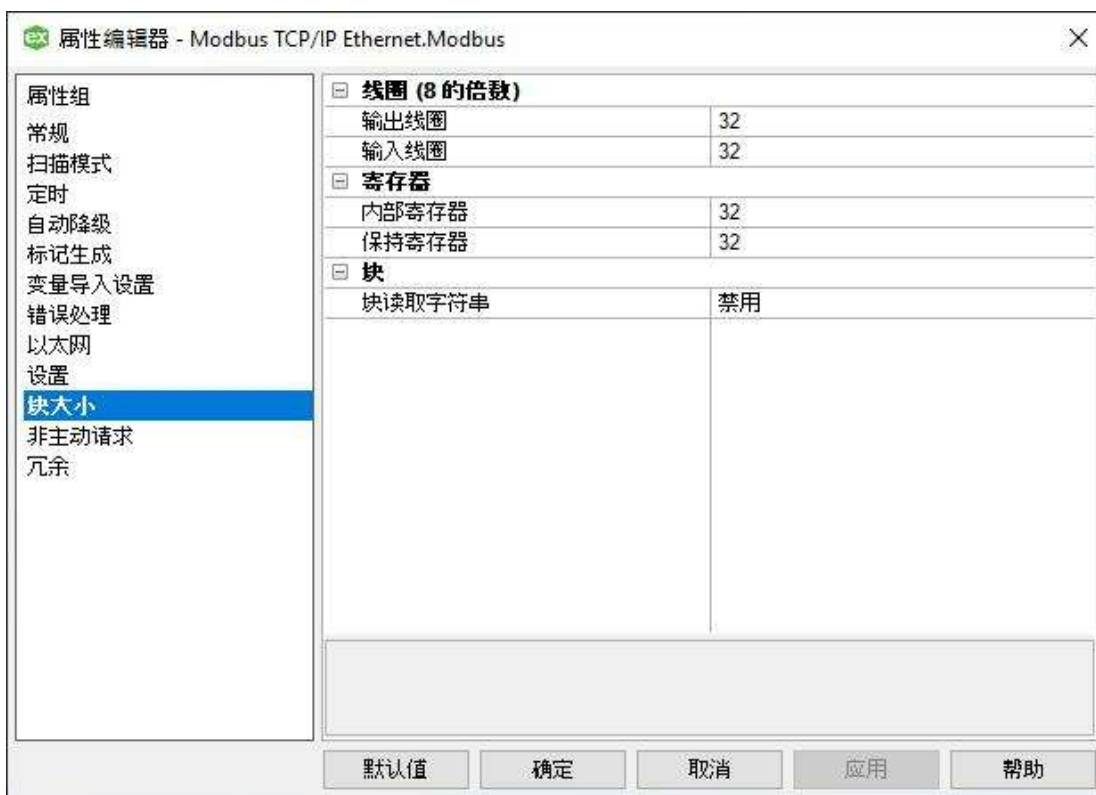 属性编辑器 - Modbus TCP/IP Ethernet.Modbus
属性组
常规
扫描模式
定时
自动降级
标记生成
变量导入设置
错误处理
以太网
设置
块大小
非主动请求
冗余
线圈 (8 的倍数)
输出线圈 32
输入线圈 32
寄存器
内部寄存器 32
保持寄存器 32
块
块读取字符串 禁用
默认值 确定 取消 应用 帮助